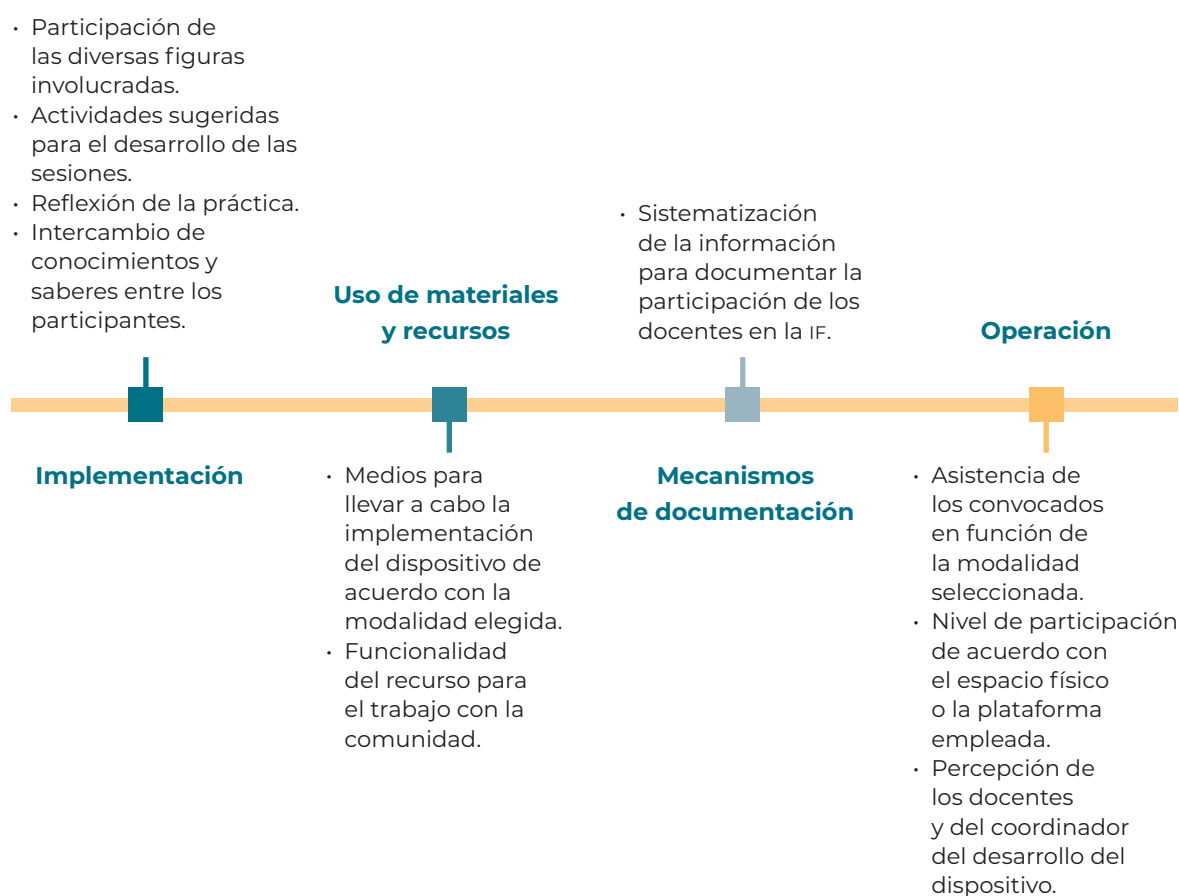 • Participación de
las diversas figuras
involucradas.
• Actividades sugeridas
para el desarrollo de las
sesiones.
• Reflexión de la práctica.
• Intercambio de
conocimientos y
saberes entre los
participantes.
Implementación
Uso de materiales
y recursos
• Medios para
llevar a cabo la
implementación
del dispositivo de
acuerdo con la
modalidad elegida.
• Funcionalidad
del recurso para
el trabajo con la
comunidad.
• Sistematización
de la información
para documentar la
participación de los
docentes en la IF.
Mecanismos
de documentación
Operación
• Asistencia de
los convocados
en función de
la modalidad
seleccionada.
• Nivel de participación
de acuerdo con
el espacio físico
o la plataforma
empleada.
• Percepción de
los docentes
y del coordinador
del desarrollo del
dispositivo.